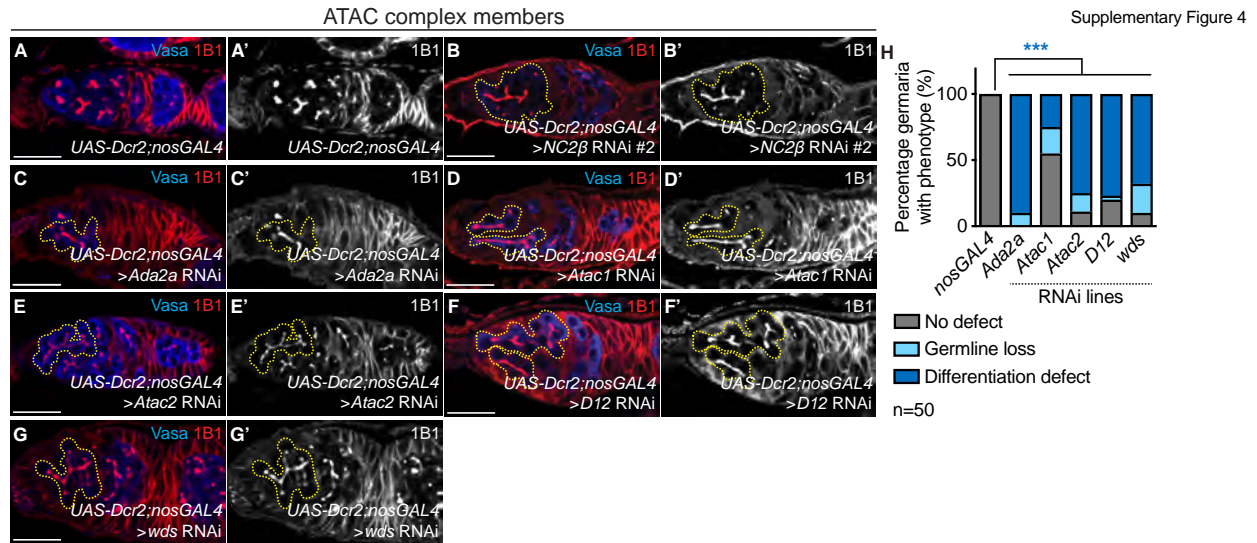 ATAC complex members
Supplementary Figure 4
A
Vasa 1B1
UAS-Dcr2;nosGAL4
A'
1B1
UAS-Dcr2;nosGAL4
B
Vasa 1B1
UAS-Dcr2;nosGAL4
>NC2β RNAi #2
B'
1B1
UAS-Dcr2;nosGAL4
>NC2β RNAi #2
C
Vasa 1B1
UAS-Dcr2;nosGAL4
>Ada2a RNAi
C'
1B1
UAS-Dcr2;nosGAL4
>Ada2a RNAi
D
Vasa 1B1
UAS-Dcr2;nosGAL4
>Atac1 RNAi
D'
1B1
UAS-Dcr2;nosGAL4
>Atac1 RNAi
E
Vasa 1B1
UAS-Dcr2;nosGAL4
>Atac2 RNAi
E'
1B1
UAS-Dcr2;nosGAL4
>Atac2 RNAi
F
Vasa 1B1
UAS-Dcr2;nosGAL4
>D12 RNAi
F'
1B1
UAS-Dcr2;nosGAL4
>D12 RNAi
G
Vasa 1B1
UAS-Dcr2;nosGAL4
>wds RNAi
G'
1B1
UAS-Dcr2;nosGAL4
>wds RNAi
H
***
Percentage germaria
with phenotype (%)
100
50
0
nosGAL4
Ada2a
Atac1
Atac2
D12
wds
RNAi lines
No defect
Germline loss
Differentiation defect
n=50